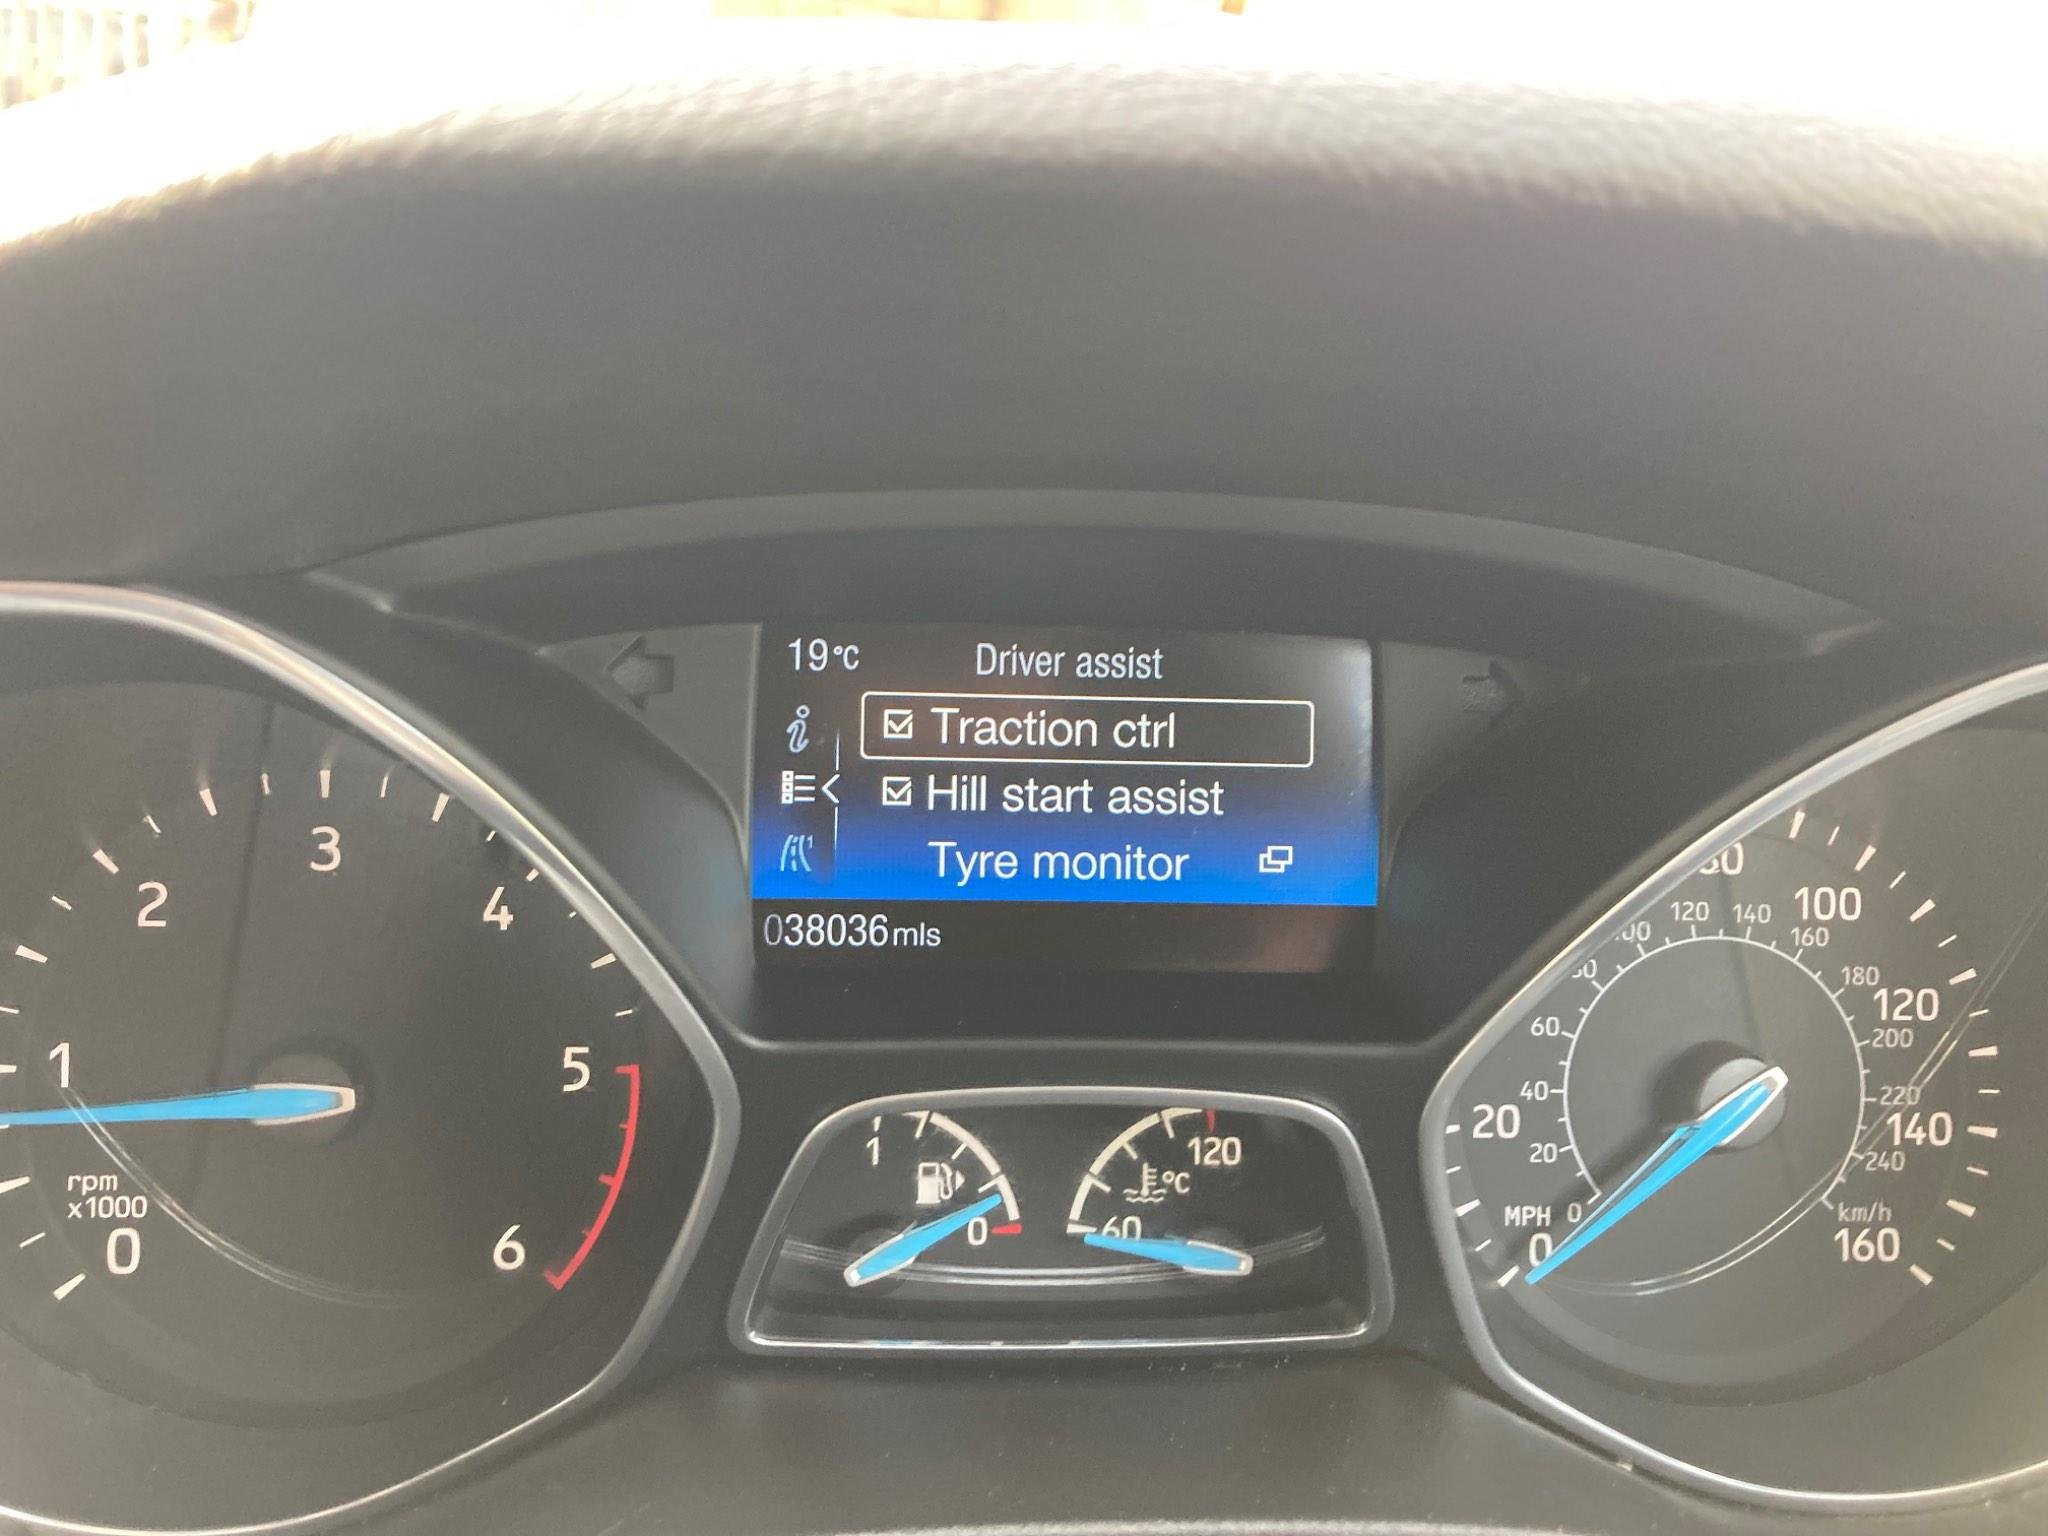 19°C Driver assist
Traction ctrl
Hill start assist
Tyre monitor
038036mls
1
2
3
4
5
6
0
rpm
x1000
1
0
60
120
°C
0
20
100
120
140
160
MPH
0
20
40
60
120
140
160
180
200
220
240
km/h